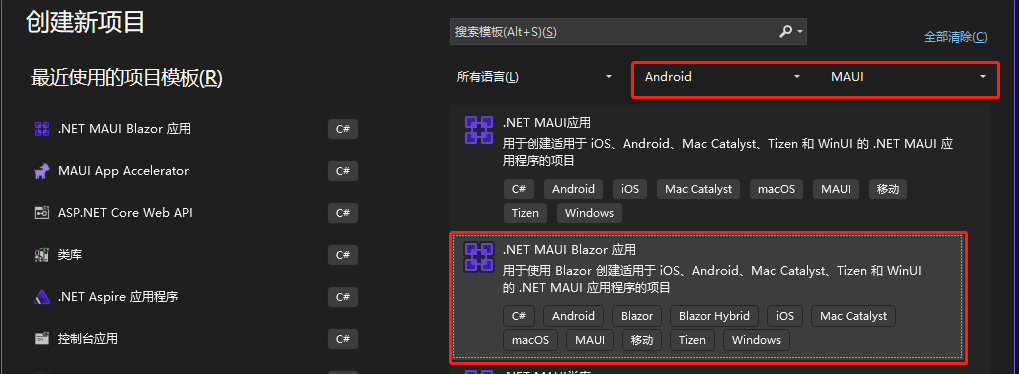 创建新项目
搜索模板(Alt+S)(S)
全部清除(C)
最近使用的项目模板(R)
所有语言(L)
Android
MAUI
.NET MAUI Blazor 应用
C#
MAUI App Accelerator
C#
ASP.NET Core Web API
C#
类库
C#
.NET Aspire 应用程序
C#
控制台应用
C#
.NET MAUI应用
用于创建适用于 iOS、Android、Mac Catalyst、Tizen 和 WinUI 的 .NET MAUI 应
用程序的项目
C# Android iOS Mac Catalyst macOS MAUI 移动
Tizen Windows
.NET MAUI Blazor 应用
用于使用 Blazor 创建适用于 iOS、Android、Mac Catalyst、Tizen 和 WinUI
的 .NET MAUI 应用程序的项目
C# Android Blazor Blazor Hybrid iOS Mac Catalyst
macOS MAUI 移动 Tizen Windows
.NET MAUI类库